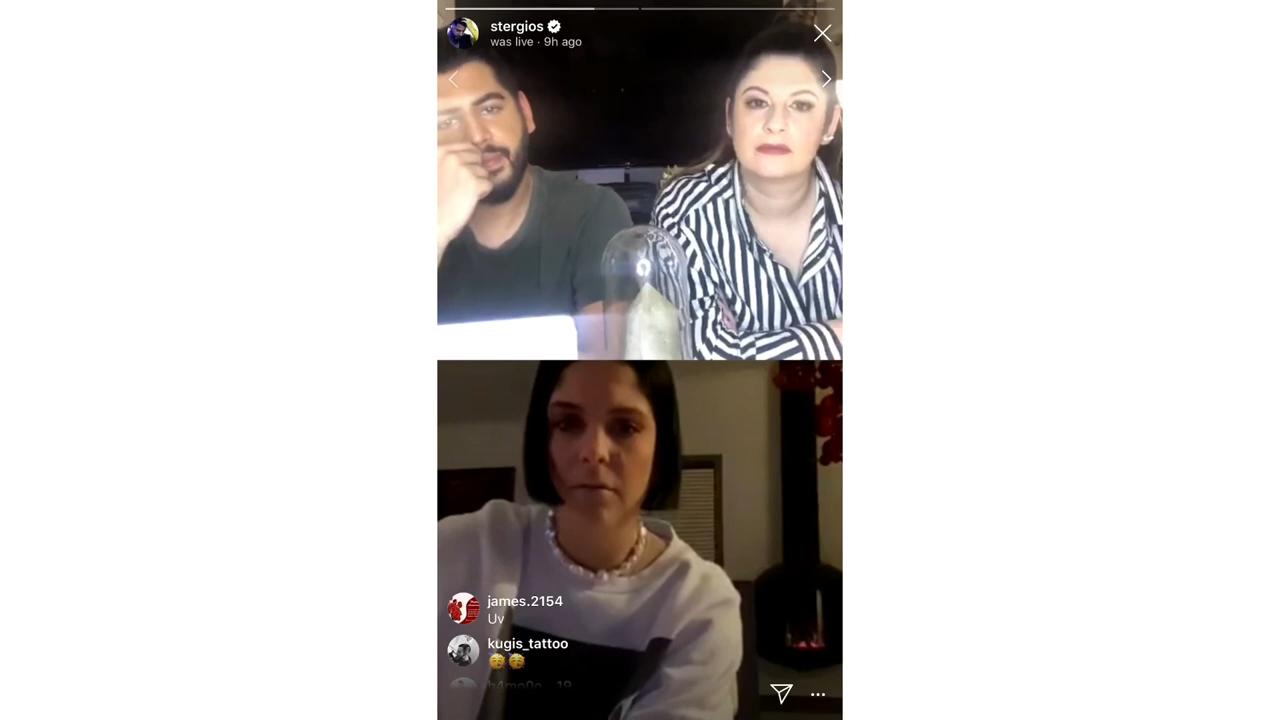 stergios
was live · 9h ago
james.2154
Uv
kugis_tattoo
🥳🥳